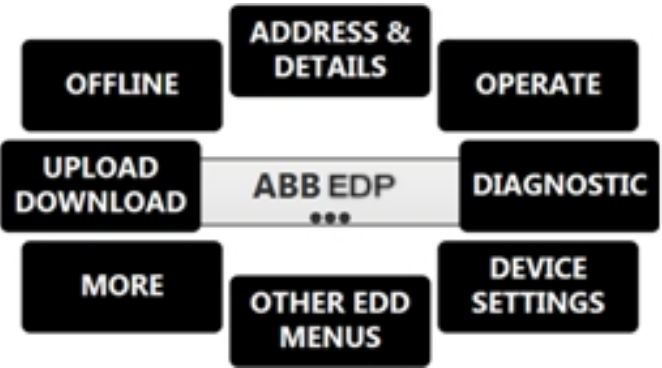 ADDRESS &
DETAILS
OFFLINE
OPERATE
UPLOAD
DOWNLOAD
ABB EDP
DIAGNOSTIC
MORE
DEVICE
SETTINGS
OTHER EDD
MENUS